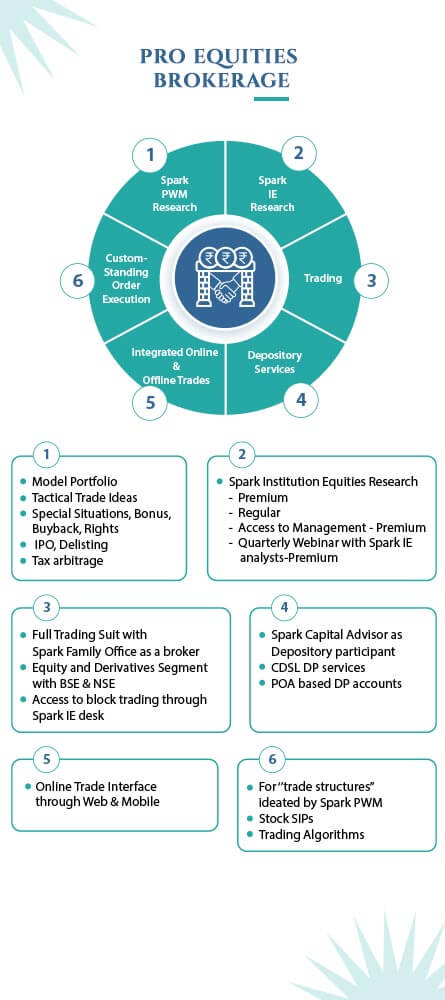 PRO EQUITIES
BROKERAGE
1
Spark
PWM
Research
2
Spark
IE
Research
Trading
3
Depository
Services
4
Integrated Online
&
Offline Trades
5
Custom-
Standing
Order
Execution
6
1
Model Portfolio
Tactical Trade Ideas
Special Situations, Bonus,
Buyback, Rights
IPO, Delisting
Tax arbitrage
2
Spark Institution Equities Research
- Premium
- Regular
- Access to Management - Premium
- Quarterly Webinar with Spark IE
analysts-Premium
3
Full Trading Suit with
Spark Family Office as a broker
Equity and Derivatives Segment
with BSE & NSE
Access to block trading through
Spark IE desk
4
Spark Capital Advisor as
Depository participant
CDSL DP services
POA based DP accounts
5
Online Trade Interface
through Web & Mobile
6
For "trade structures"
ideated by Spark PWM
Stock SIPs
Trading Algorithms